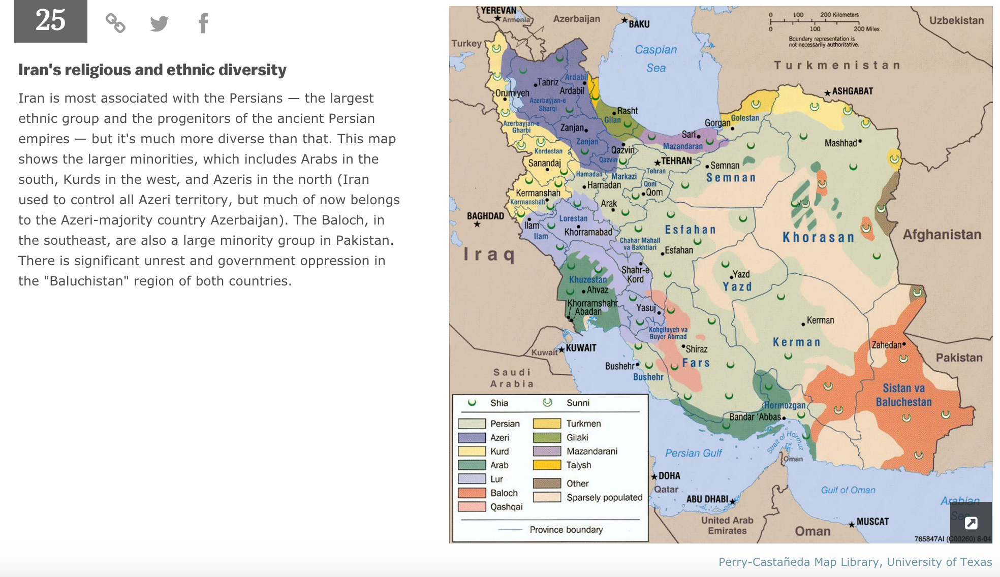 25
Iran's religious and ethnic diversity
Iran is most associated with the Persians — the largest
ethnic group and the progenitors of the ancient Persian
empires — but it's much more diverse than that. This map
shows the larger minorities, which includes Arabs in the
south, Kurds in the west, and Azeris in the north (Iran
used to control all Azeri territory, but much of now belongs
to the Azeri-majority country Azerbaijan). The Baloch, in
the southeast, are also a large minority group in Pakistan.
There is significant unrest and government oppression in
the "Baluchistan" region of both countries.
YEREVAN
Armenia
Azerbaijan
BAKU
0 100 200 Kilometers
0 100 200 Miles
Boundary representation is
not necessarily authoritative.
Uzbekistan
Turkey
Caspian
Sea
Turkmenistan
Tabriz
Ardabil
Ardabil
Orumiyeh
Azerbayjan-e
Sharqi
ASHGABAT
Rasht
Gilan
Golestan
Gorgan
Azerbayjan-e
Gharbi
Zanjan
Zanjan
Sari
Mazandaran
Mashhad
Kordestan
Qazvin
Qazvin
Sanandaj
TEHRAN
Tehran
Semnan
Semnan
Hamadan
Markazi
Hamadan
Qom
Qom
Kermanshah
Kermanshah
Arak
BAGHDAD
Ilam
Ilam
Lorestan
Khorramabad
Esfahan
Khorasan
Afghanistan
Chahar Mahall
va Bakhtiari
Esfahan
Iraq
Shahr-e
Kord
Yazd
Yazd
Khuzestan
Ahvaz
Khorramshahr
Abadan
Yasuj
Kohgiluyeh va
Buyer Ahmad
Kerman
Kerman
Zahedan
Kuwait
KUWAIT
Shiraz
Fars
Pakistan
Bushehr
Bushehr
Saudi
Arabia
Sistan va
Baluchestan
Hormozgan
Bandar 'Abbas
Strait of Hormuz
Persian Gulf
Oman
DOHA
Qatar
ABU DHABI
Gulf of Oman
Arabian
Sea
United Arab
Emirates
Oman
MUSCAT
Shia
Sunni
Persian
Turkmen
Azeri
Gilaki
Kurd
Mazandarani
Arab
Talysh
Lur
Other
Baloch
Sparsely populated
Qashqai
Province boundary
765847AI (C00260) 8-04
Perry-Castañeda Map Library, University of Texas